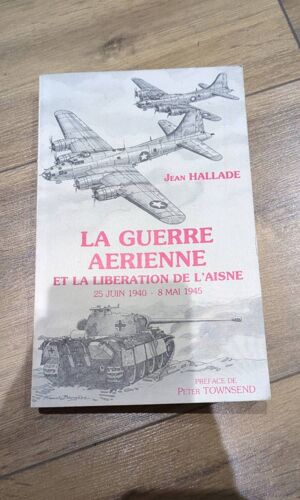 JEAN HALLADE
LA GUERRE
AERIENNE
ET LA LIBERATION DE L'AISNE
25 JUIN 1940 - 8 MAI 1945
PREFACE DE
PETER TOWNSEND